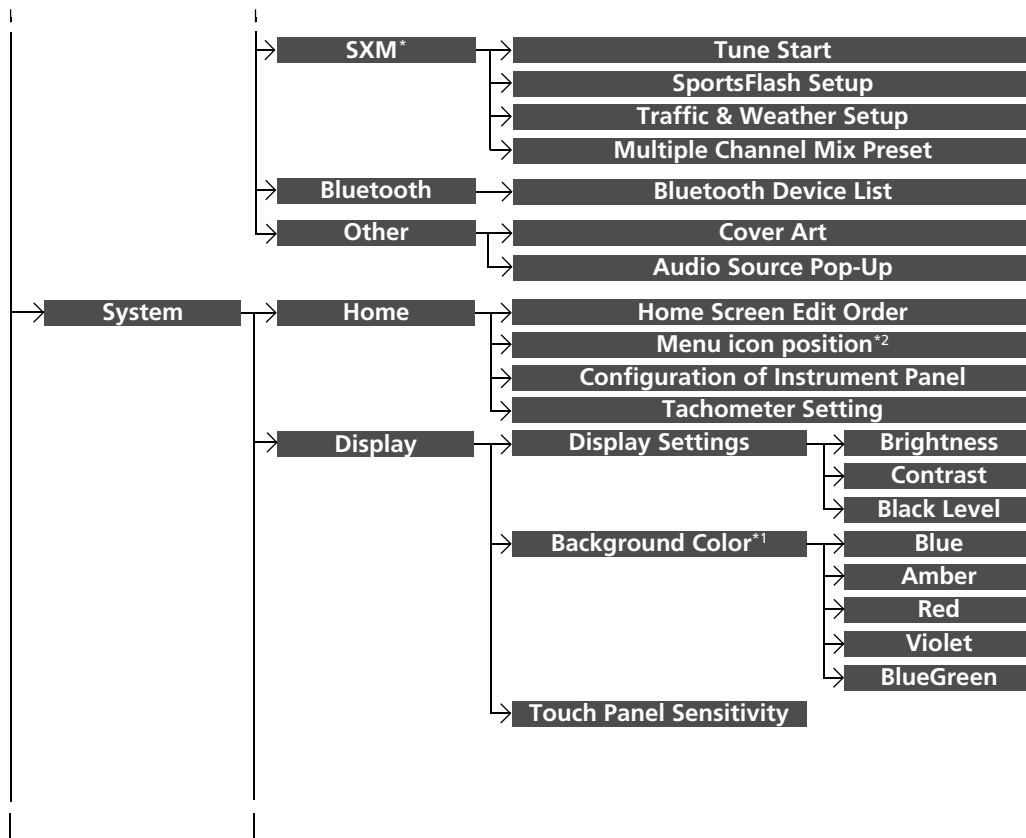 SXM*
Tune Start
SportsFlash Setup
Traffic & Weather Setup
Multiple Channel Mix Preset
Bluetooth
Bluetooth Device List
Other
Cover Art
Audio Source Pop-Up
System
Home
Home Screen Edit Order
Menu icon position*2
Configuration of Instrument Panel
Tachometer Setting
Display
Display Settings
Brightness
Contrast
Black Level
Background Color*1
Blue
Amber
Red
Violet
BlueGreen
Touch Panel Sensitivity